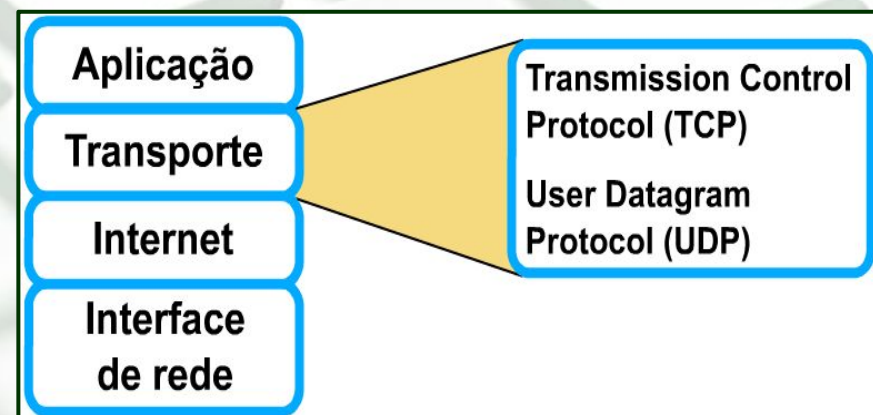 Aplicação
Transporte
Internet
Interface
de rede
Transmission Control
Protocol (TCP)
User Datagram
Protocol (UDP)